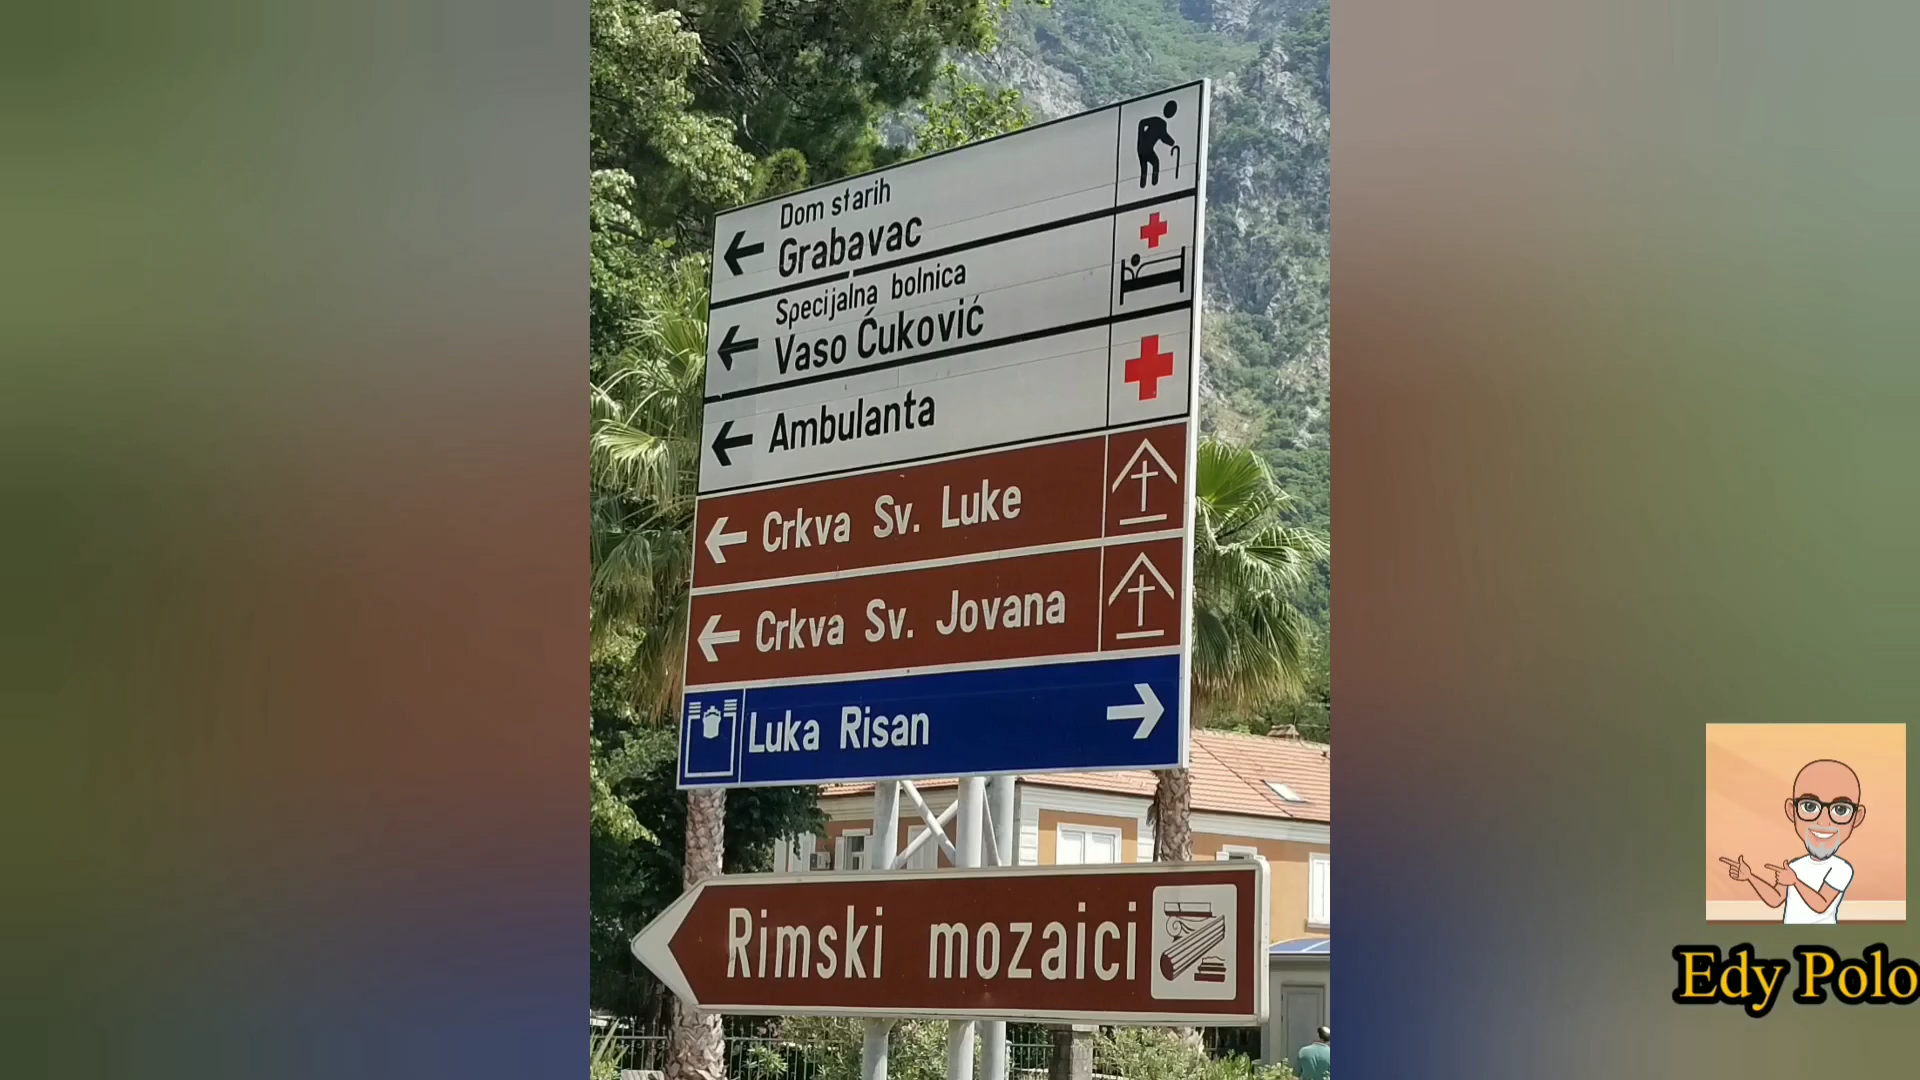 Dom starih
Grabavac
Specijalna bolnica
Vaso Ćuković
Ambulanta
Crkva Sv. Luke
Crkva Sv. Jovana
Luka Risan
Rimski mozaici
Edy Polo